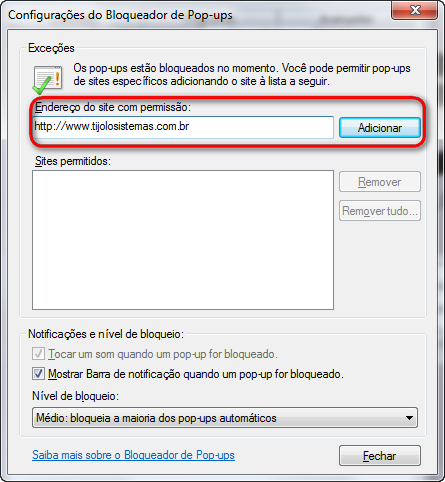 Configurações do Bloqueador de Pop-ups
Exceções
Os pop-ups estão bloqueados no momento. Você pode permitir pop-ups
de sites específicos adicionando o site à lista a seguir.
Endereço do site com permissão:
http://www.tijolosistemas.com.br
Adicionar
Sites permitidos:
Remover
Remover tudo...
Notificações e nível de bloqueio:
Tocar um som quando um pop-up for bloqueado.
Mostrar Barra de notificação quando um pop-up for bloqueado.
Nível de bloqueio:
Médio: bloqueia a maioria dos pop-ups automáticos
Saiba mais sobre o Bloqueador de Pop-ups
Fechar